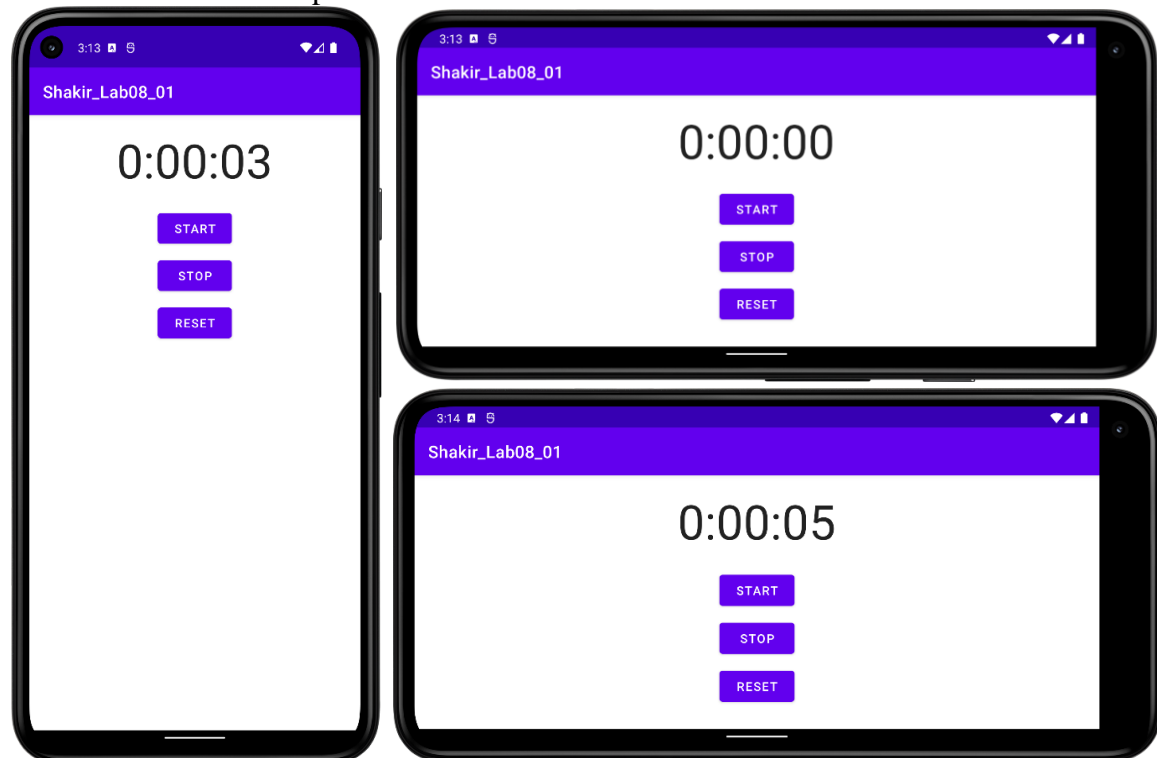 3:13
Shakir_Lab08_01
0:00:03
START
STOP
RESET
3:13
Shakir_Lab08_01
0:00:00
START
STOP
RESET
3:14
Shakir_Lab08_01
0:00:05
START
STOP
RESET